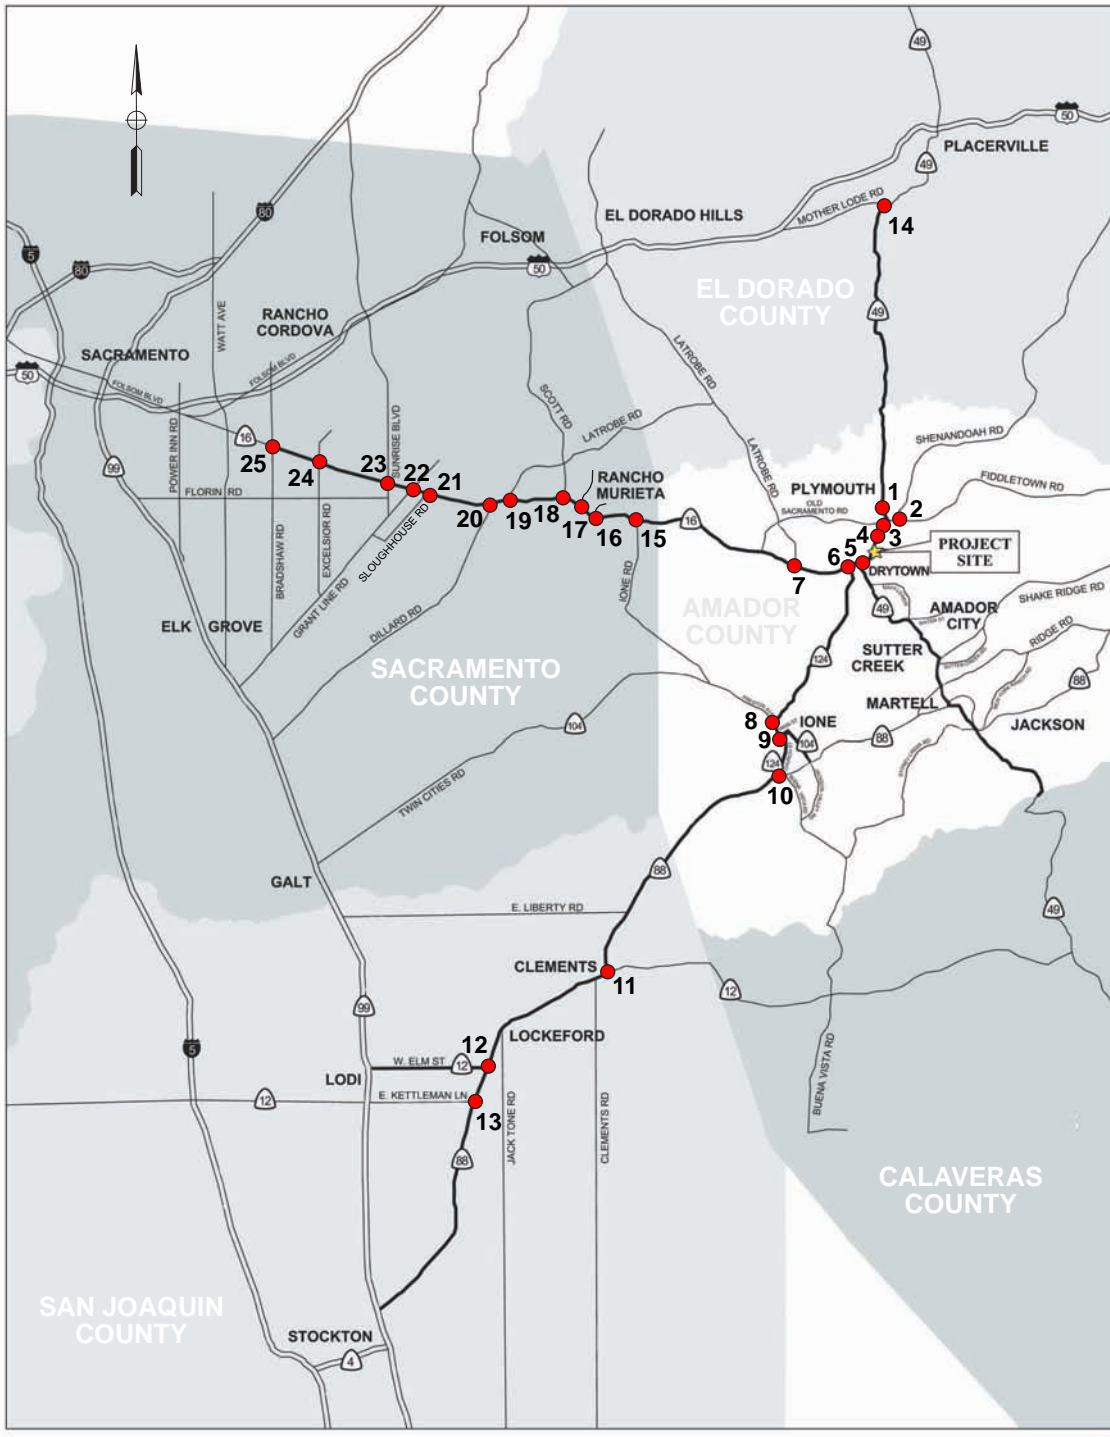 49
50
PLACERVILLE
49
MOTHER LODE RD
14
80
EL DORADO HILLS
FOLSOM
5
80
50
EL DORADO
COUNTY
49
RANCHO
CORDOVA
WATT AVE
SACRAMENTO
FOLSOM BLVD
50
FOLSOM BLVD
LATROBE RD
SCOTT RD
LATROBE RD
SUNRISE BLVD
POWER INN RD
16
25
24
23
22
21
99
FLORIN RD
SHENANDOAH RD
FIDDLETOWN RD
LATROBE RD
PLYMOUTH
OLD
SACRAMENTO RD
1
2
3
4
5
6
7
RANCHO
MURIETA
20
19
18
17
16
15
16
PROJECT
SITE
DRYTOWN
SLOUGHHOUSE RD
EXCELSIOR RD
BRADSHAW RD
GRANT LINE RD
DILLARD RD
IONE RD
ELK GROVE
AMADOR
COUNTY
49
AMADOR
CITY
SHAKE RIDGE RD
RIDGE RD
SUTTER
CREEK
SACRAMENTO
COUNTY
124
88
MARTELL
JACKSON
8
IONE
9
104
88
104
124
10
TWIN CITIES RD
88
GALT
E. LIBERTY RD
49
CLEMENTS
11
12
99
LOCKEFORD
12
5
W. ELM ST
12
LODI
E. KETTLEMAN LN
12
13
JACK TONE RD
CLEMENTS RD
BUENA VISTA RD
88
CALAVERAS
COUNTY
SAN JOAQUIN
COUNTY
STOCKTON
4